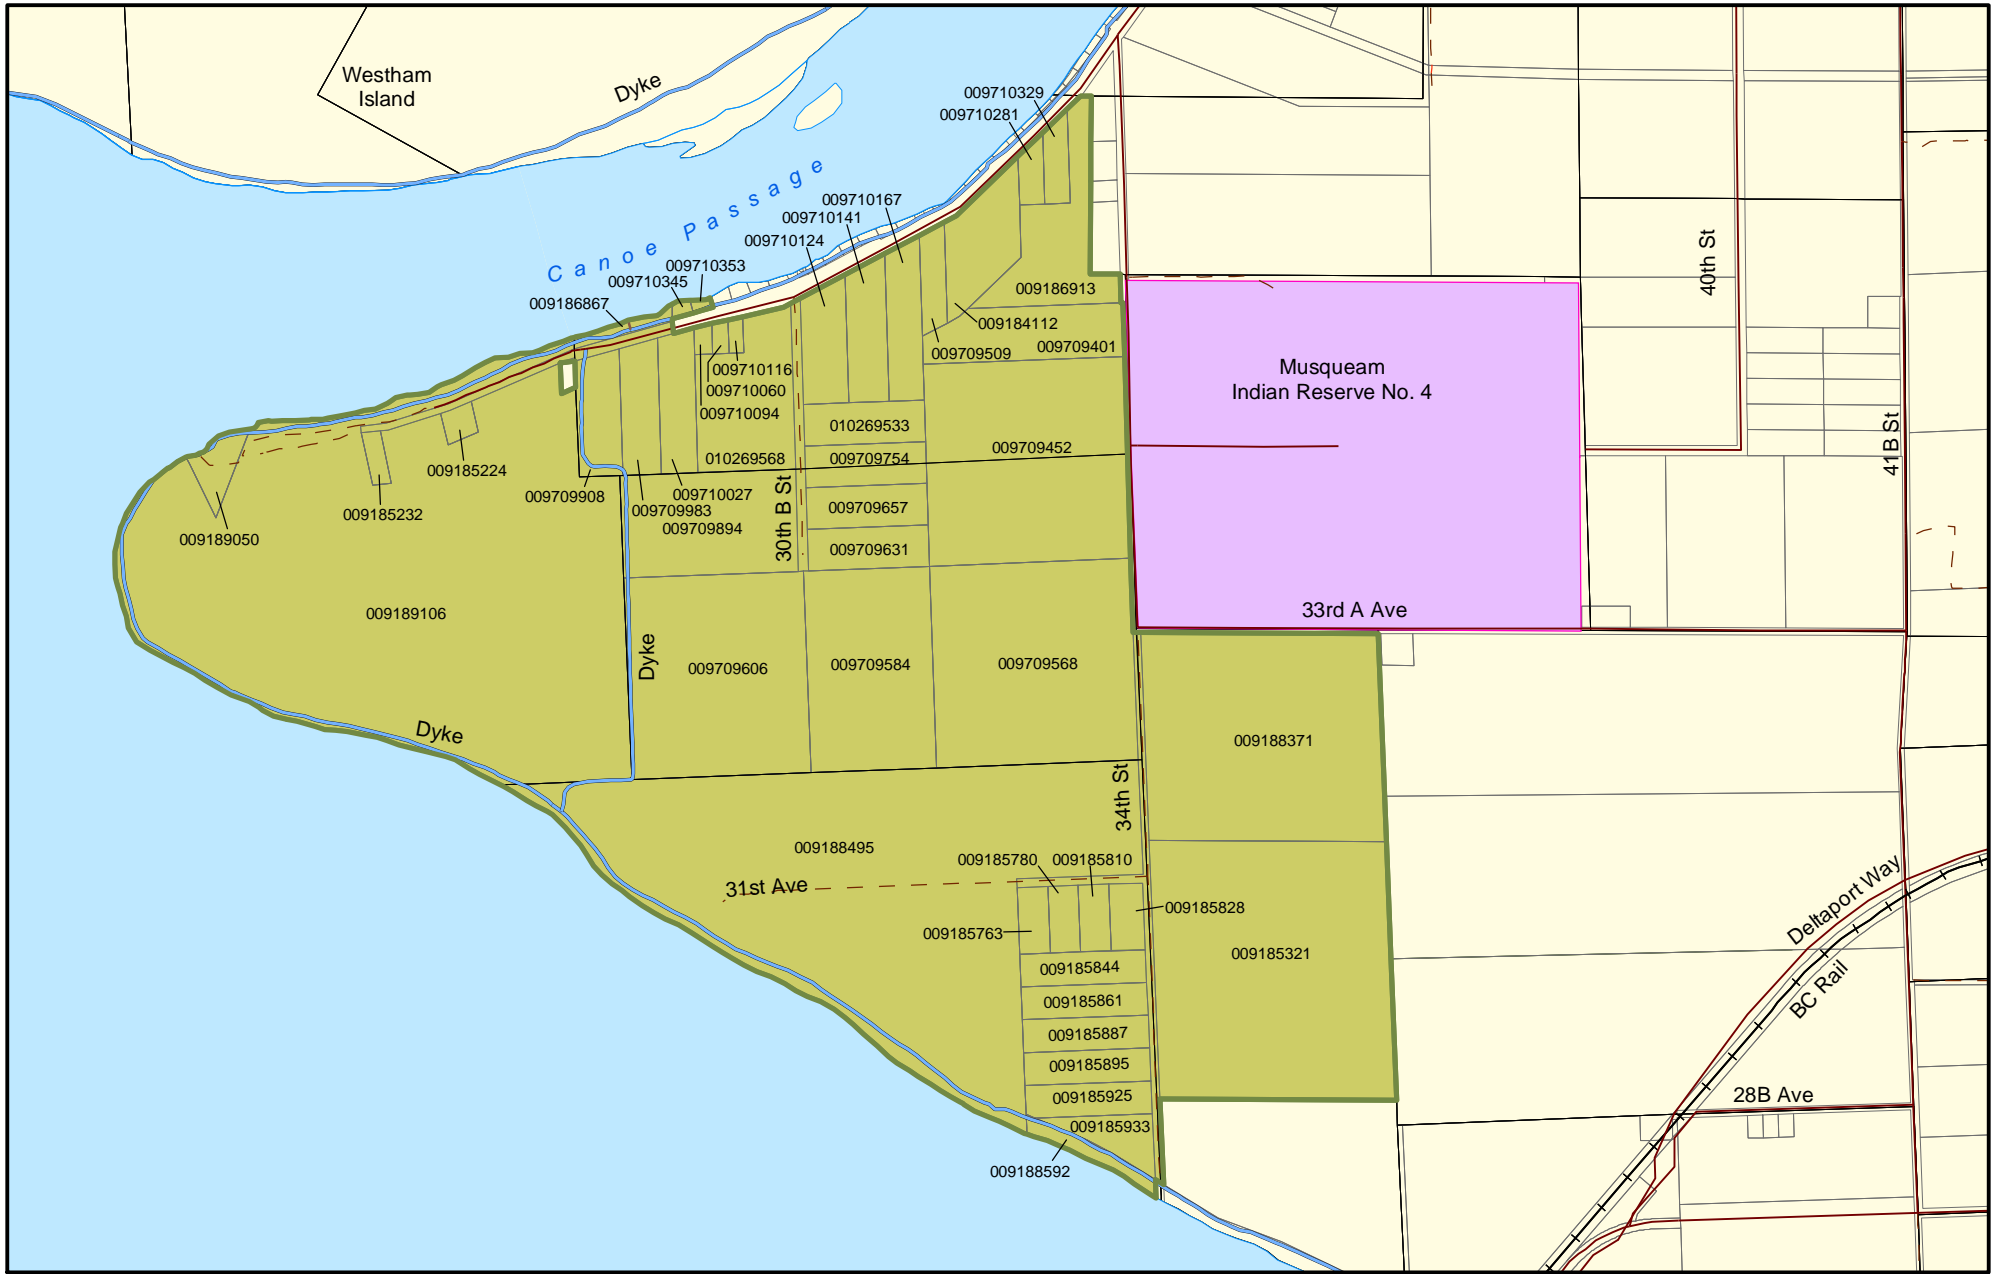 Westham
Island
Dyke
009710329
009710281
Canoe Passage
009710167
009710141
009710124
009710353
009710345
009186867
40th St
009186913
009184112
009709509
009709401
Musqueam
Indian Reserve No. 4
009710116
009710060
009710094
010269533
009709452
009709754
010269568
41B St
009185224
009709908
009710027
009709983
009709894
30th B St
009709657
009185232
009189050
009709631
009189106
33rd A Ave
Dyke
009709606
009709584
009709568
Dyke
009188371
34th St
009188495
009185780
009185810
31st Ave
009185828
009185763
Deltaport Way
009185321
009185844
BC Rail
009185861
009185887
009185895
009185925
28B Ave
009185933
009188592